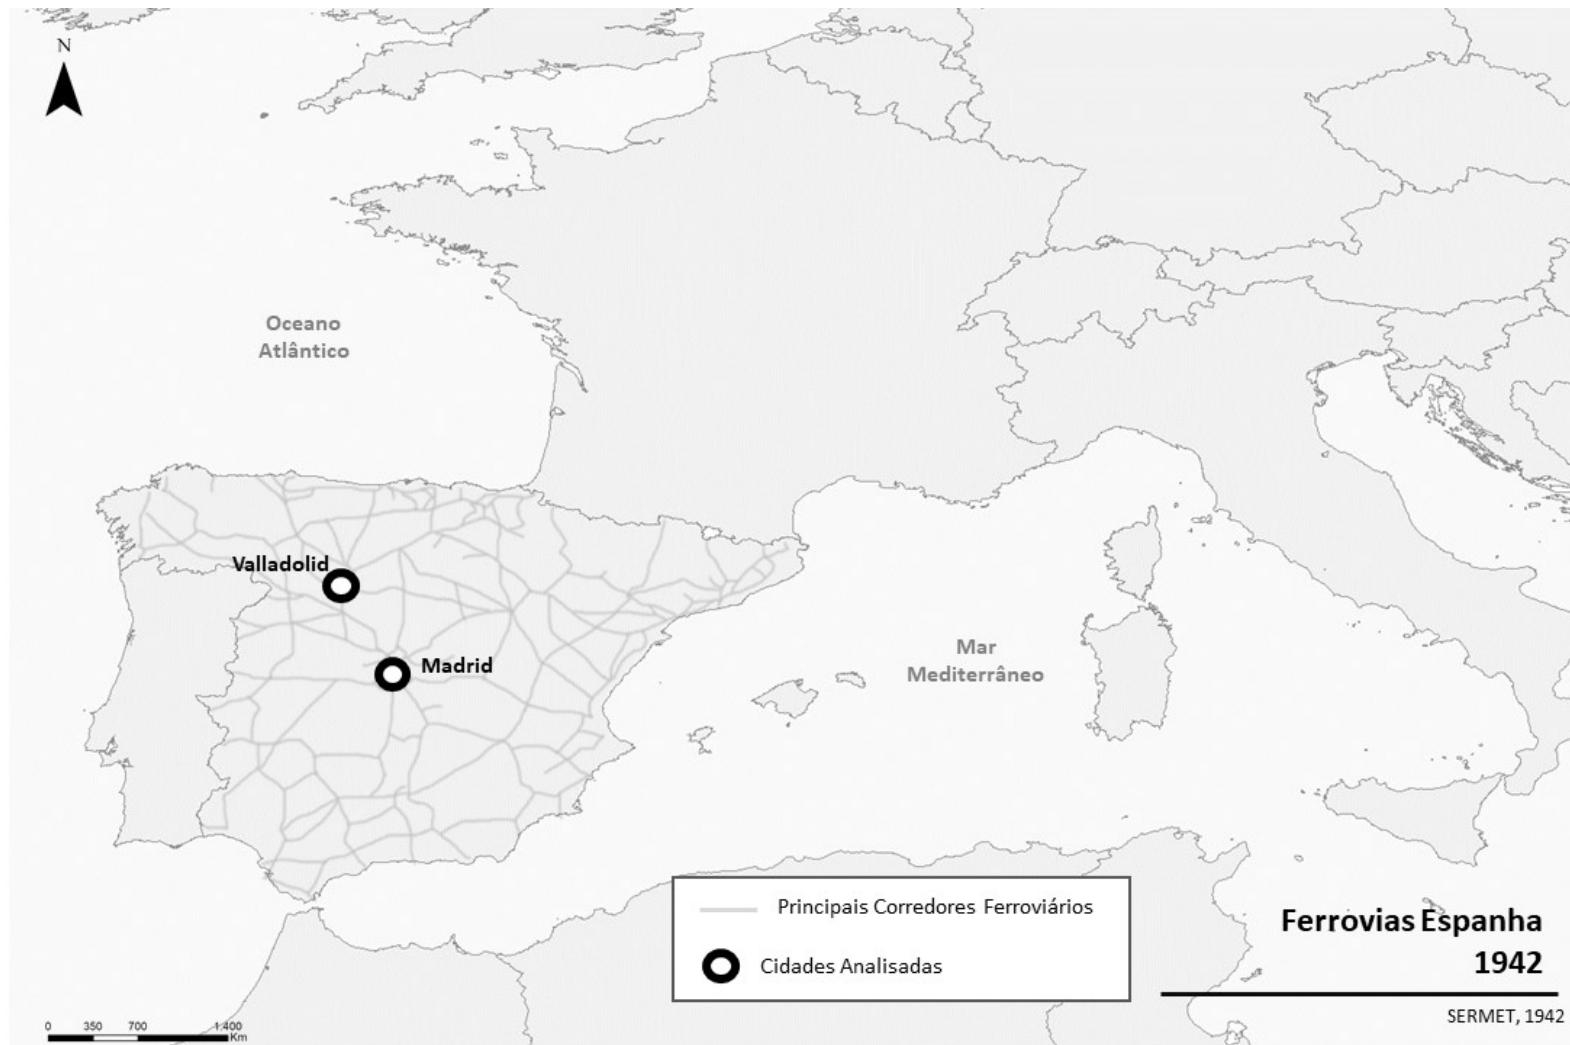 N
Oceano
Atlântico
Valladolid
Madrid
Mar
Mediterrâneo
Principais Corredores Ferroviários
Cidades Analisadas
Ferrovias Espanha
1942
SERMET, 1942
0 350 700 1.400
Km